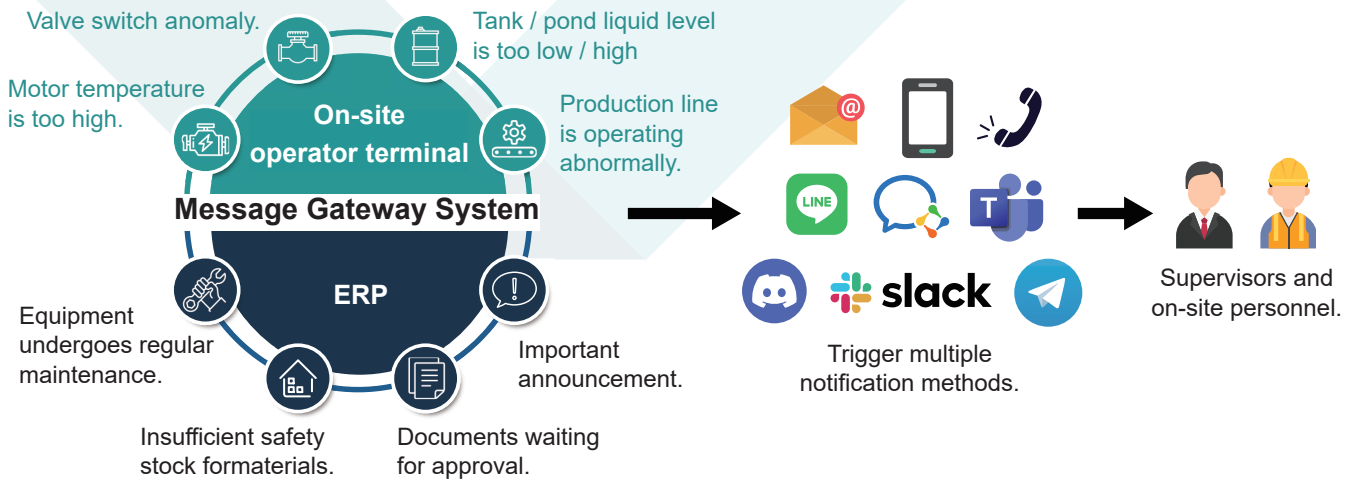 Valve switch anomaly.
Tank / pond liquid level
is too low / high
Motor temperature
is too high.
Production line
is operating
abnormally.
On-site
operator terminal
Message Gateway System
ERP
Equipment
undergoes regular
maintenance.
Important
announcement.
Insufficient safety
stock formaterials.
Documents waiting
for approval.
@
LINE
T
slack
Trigger multiple
notification methods.
Supervisors and
on-site personnel.